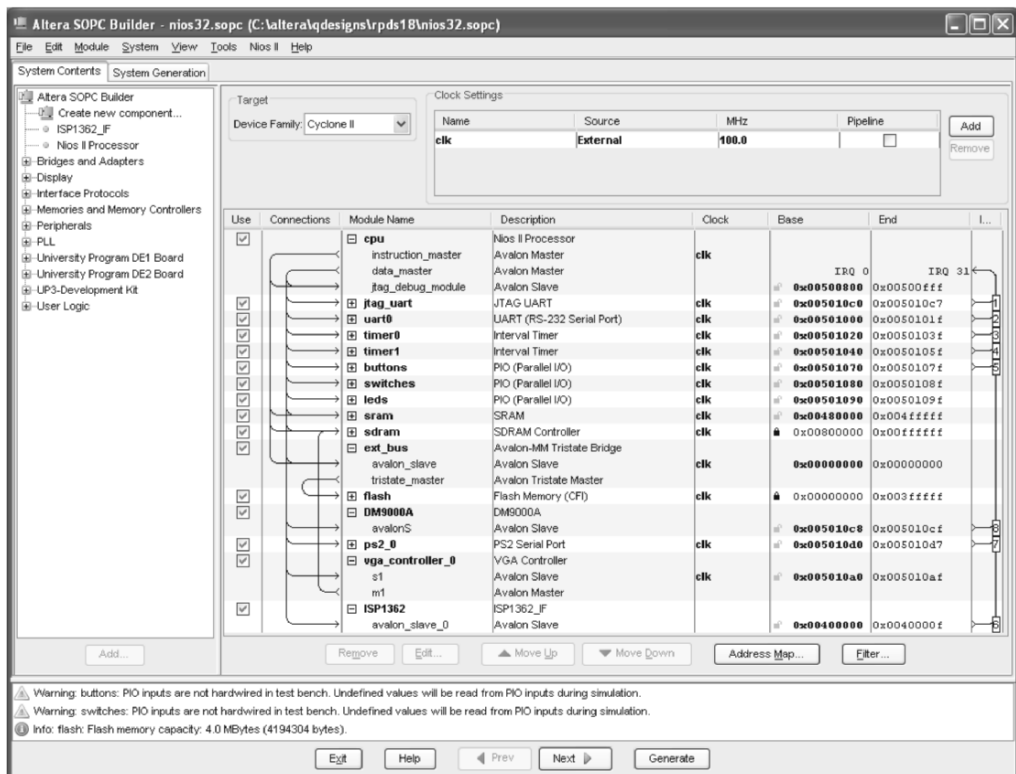 Altera SOPC Builder - nios32.sopc (C:\altera\qdesigns\rpds18\nios32.sopc)
File Edit Module System View Tools Nios II Help
System Contents System Generation
Altera SOPC Builder
Create new component...
ISP1362_IF
Nios II Processor
Bridges and Adapters
Display
Interface Protocols
Memories and Memory Controllers
Peripherals
PLL
University Program DE1 Board
University Program DE2 Board
UP3-Development Kit
User Logic
Add...
Target
Device Family: Cyclone II
Clock Settings
Name Source MHz Pipeline
clk External 100.0
Add
Remove
Use Connections Module Name Description Clock Base End I...
cpu Nios II Processor
instruction_master Avalon Master clk
data_master Avalon Master IRQ 0 IRQ 31
jtag_debug_module Avalon Slave 0x00500800 0x00500fff
jtag_uart JTAG UART clk 0x005010c0 0x005010c7 1
uart0 UART (RS-232 Serial Port) clk 0x00501000 0x0050101f 2
timer0 Interval Timer clk 0x00501020 0x0050103f 3
timer1 Interval Timer clk 0x00501040 0x0050105f 4
buttons PIO (Parallel I/O) clk 0x00501070 0x0050107f 5
switches PIO (Parallel I/O) clk 0x00501080 0x0050108f
leds PIO (Parallel I/O) clk 0x00501090 0x0050109f
sram SRAM clk 0x00480000 0x004fffff
sdram SDRAM Controller clk 0x00800000 0x00ffffff
ext_bus Avalon-MM Tristate Bridge
avalon_slave Avalon Slave clk 0x00000000 0x00000000
tristate_master Avalon Tristate Master
flash Flash Memory (CFI) clk 0x00000000 0x003fffff
DM9000A DM9000A
avalonS Avalon Slave 0x005010c8 0x005010cf 8
ps2_0 PS2 Serial Port clk 0x005010d0 0x005010d7 7
vga_controller_0 VGA Controller
s1 Avalon Slave clk 0x005010a0 0x005010af
m1 Avalon Master
ISP1362 ISP1362_IF
avalon_slave_0 Avalon Slave 0x00400000 0x0040000f 6
Remove Edit... Move Up Move Down Address Map... Filter...
Warning: buttons: PIO inputs are not hardwired in test bench. Undefined values will be read from PIO inputs during simulation.
Warning: switches: PIO inputs are not hardwired in test bench. Undefined values will be read from PIO inputs during simulation.
Info: flash: Flash memory capacity: 4.0 MBytes (4194304 bytes).
Exit Help Prev Next Generate